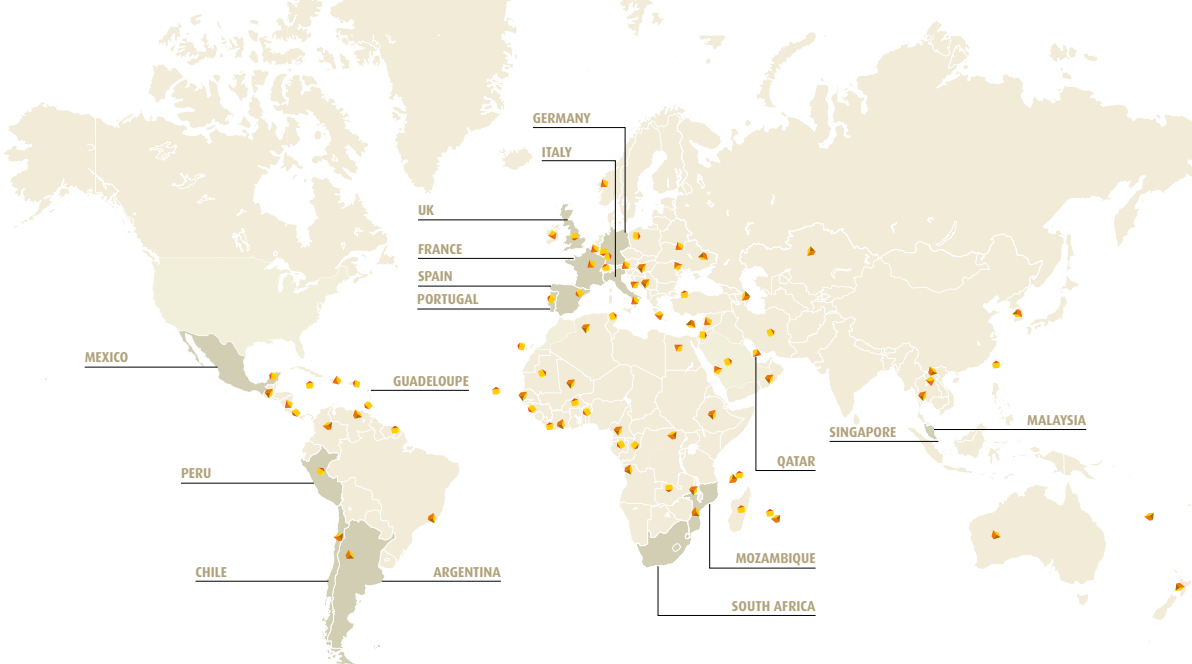 GERMANY
ITALY
UK
FRANCE
SPAIN
PORTUGAL
MEXICO
GUADELOUPE
MALAYSIA
SINGAPORE
QATAR
PERU
MOZAMBIQUE
CHILE
ARGENTINA
SOUTH AFRICA